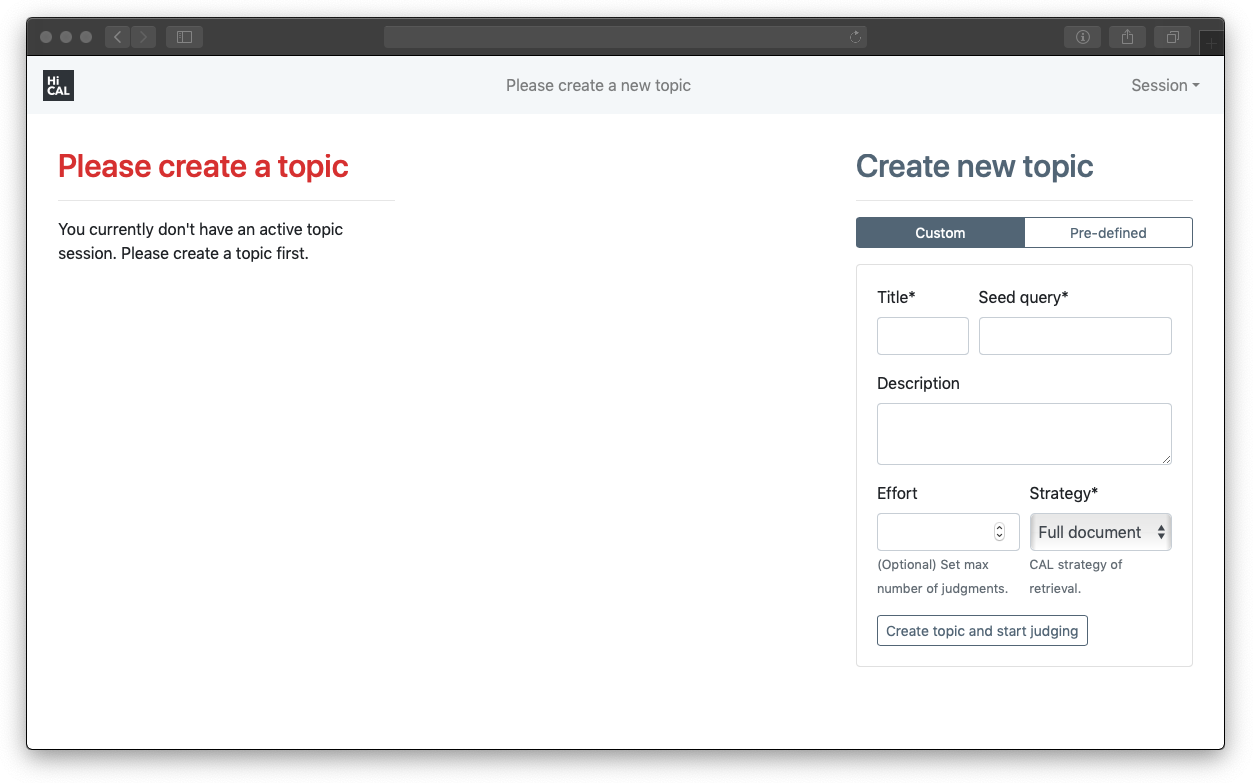 Hi
CAL
Please create a new topic
Session
Please create a topic
You currently don't have an active topic
session. Please create a topic first.
Create new topic
Custom
Pre-defined
Title*
Seed query*
Description
Effort
Strategy*
Full document
(Optional) Set max
number of judgments.
CAL strategy of
retrieval.
Create topic and start judging